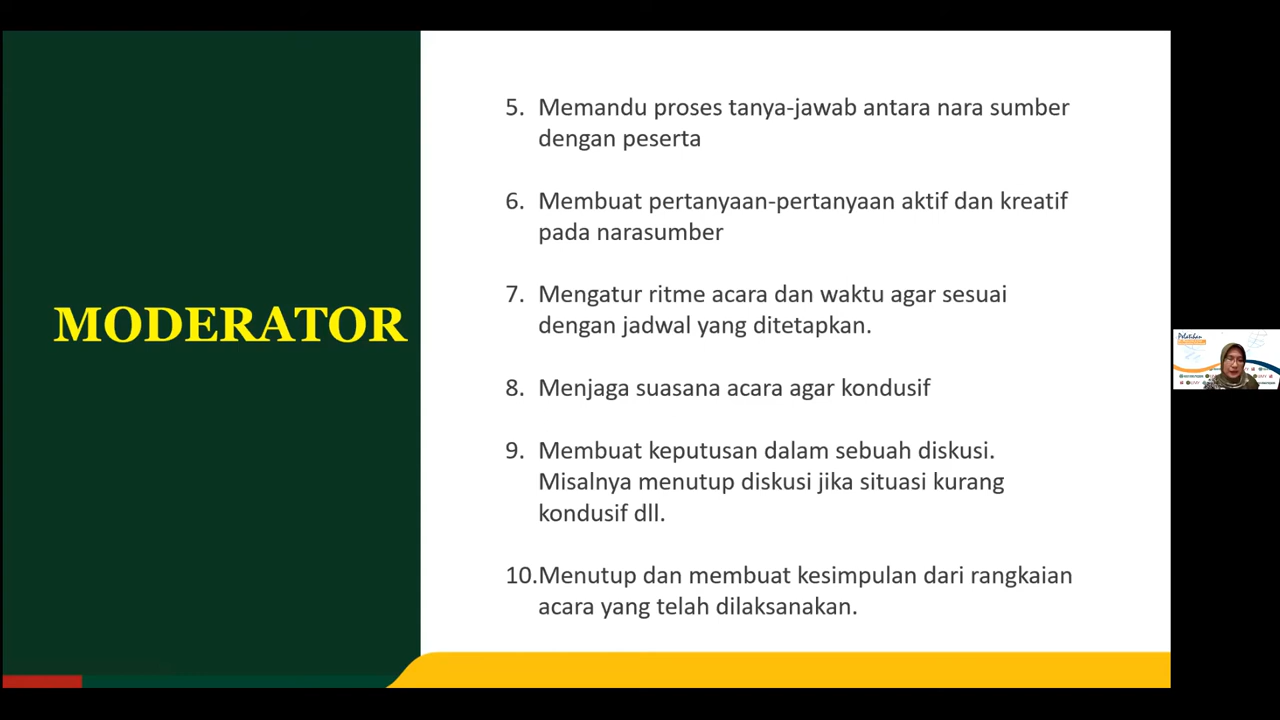 MODERATOR
5. Memandu proses tanya-jawab antara nara sumber
dengan peserta
6. Membuat pertanyaan-pertanyaan aktif dan kreatif
pada narasumber
7. Mengatur ritme acara dan waktu agar sesuai
dengan jadwal yang ditetapkan.
8. Menjaga suasana acara agar kondusif
9. Membuat keputusan dalam sebuah diskusi.
Misalnya menutup diskusi jika situasi kurang
kondusif dll.
10.Menutup dan membuat kesimpulan dari rangkaian
acara yang telah dilaksanakan.
Pelatihan